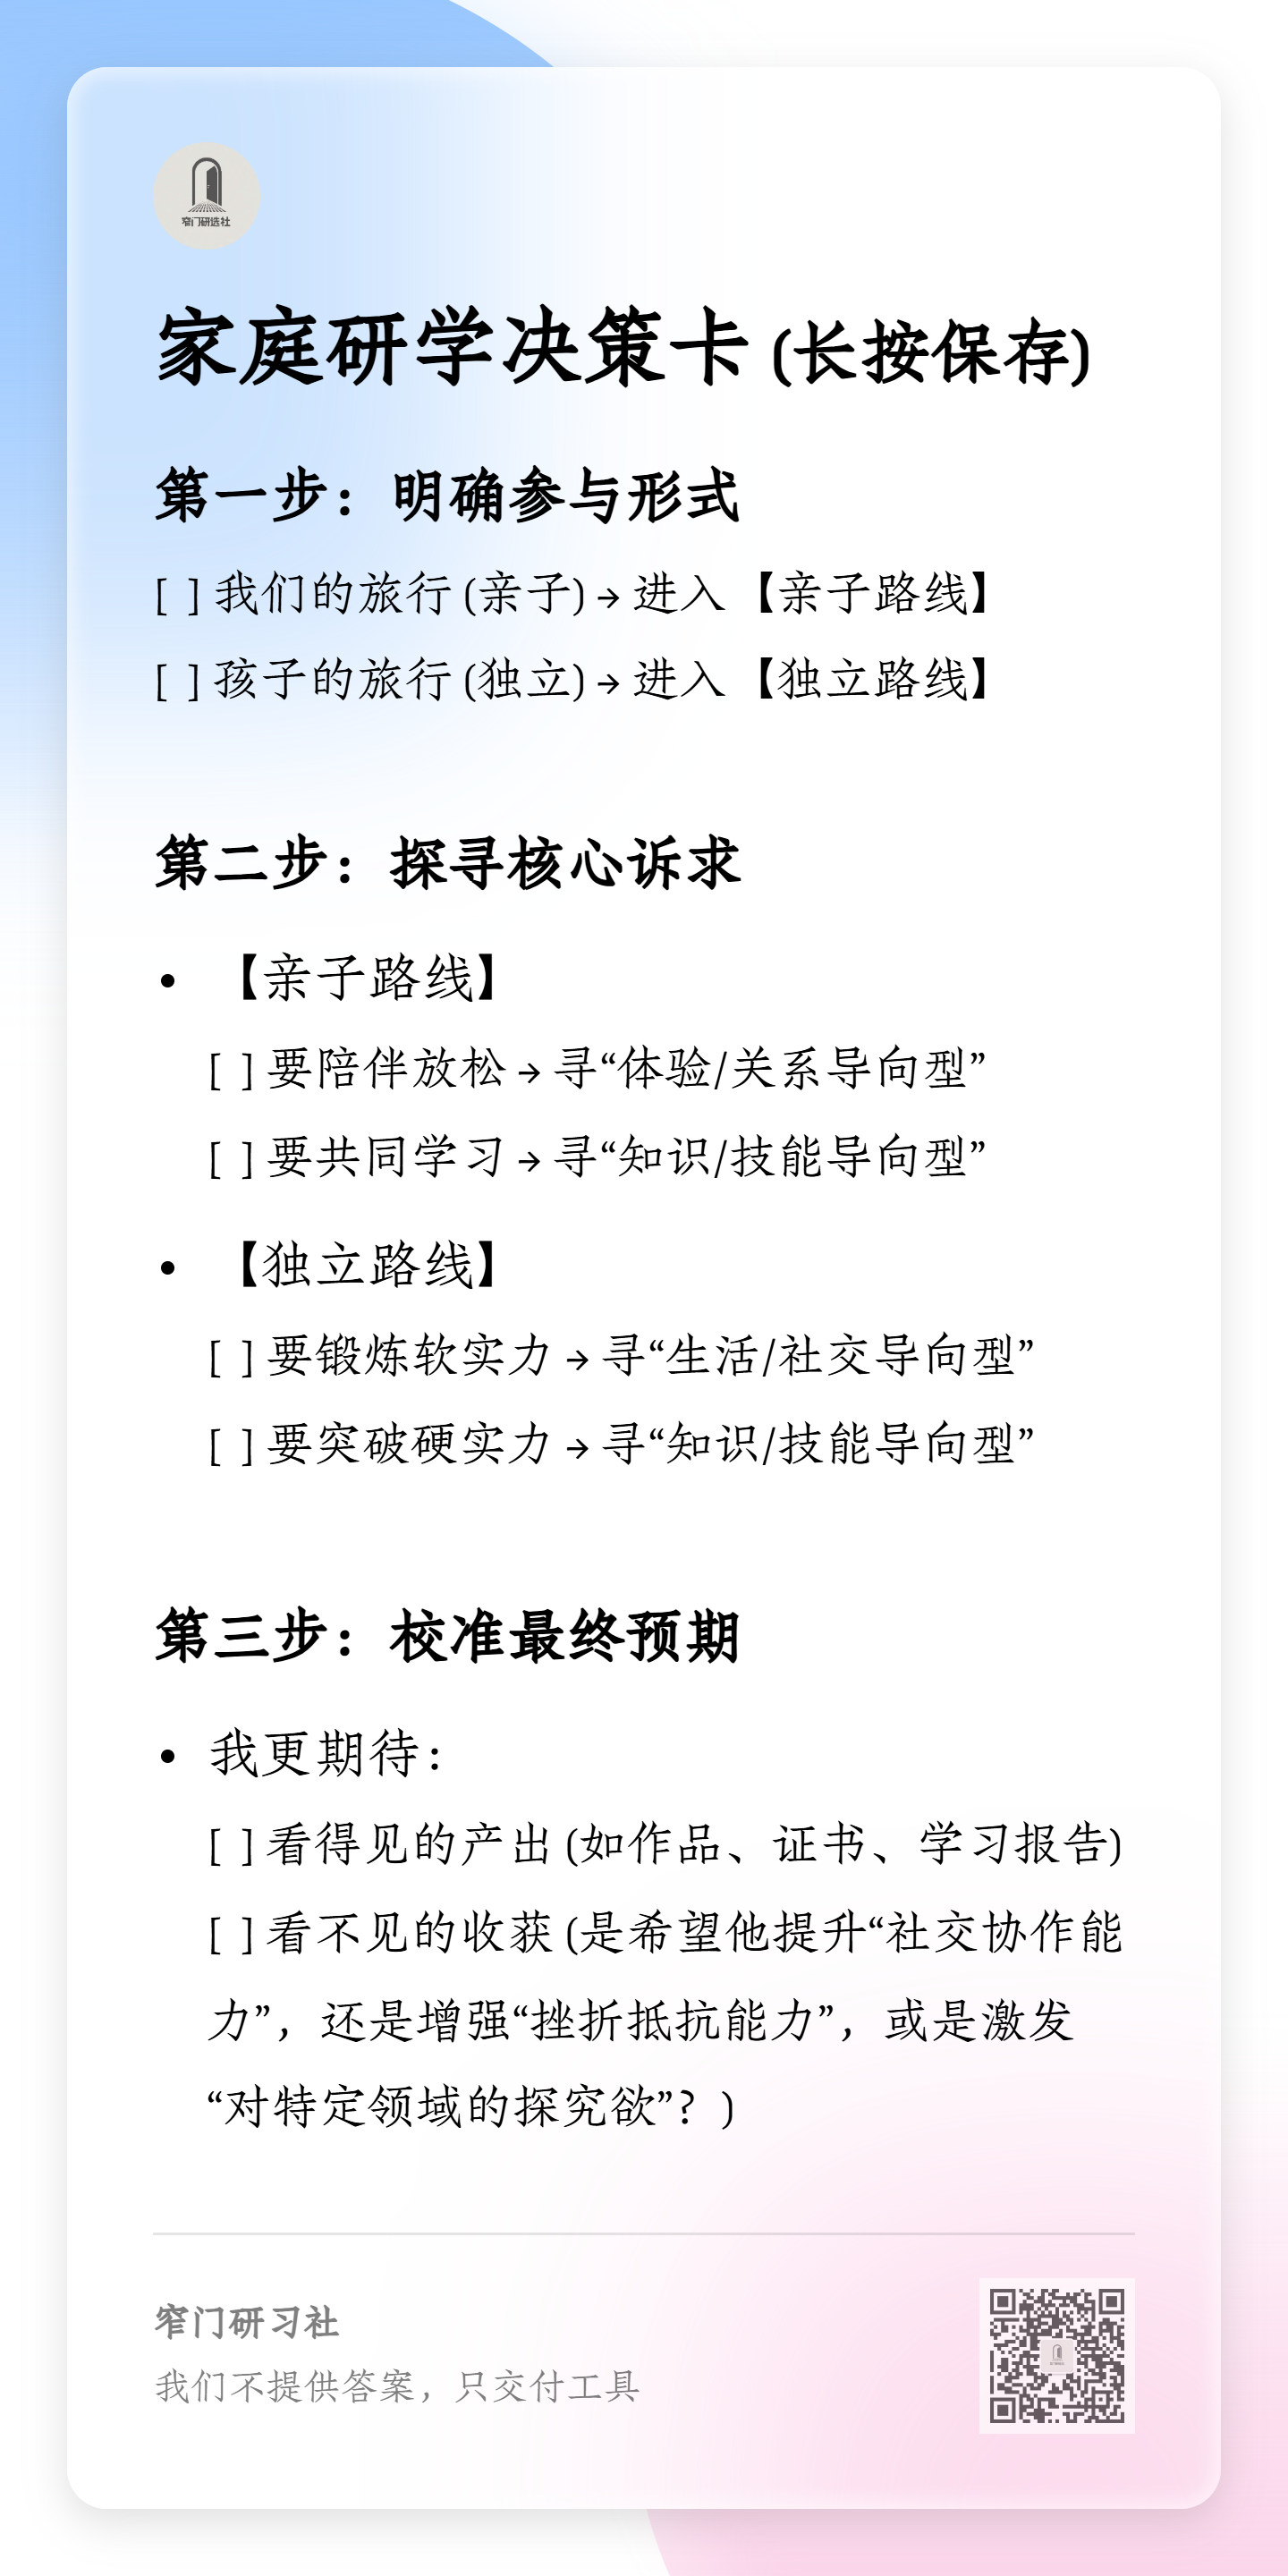 窄门研选社
家庭研学决策卡 (长按保存)
第一步：明确参与形式
[ ] 我们的旅行 (亲子) → 进入【亲子路线】
[ ] 孩子的旅行 (独立) → 进入【独立路线】
第二步：探寻核心诉求
• 【亲子路线】
[ ] 要陪伴放松 → 寻“体验/关系导向型”
[ ] 要共同学习 → 寻“知识/技能导向型”
• 【独立路线】
[ ] 要锻炼软实力 → 寻“生活/社交导向型”
[ ] 要突破硬实力 → 寻“知识/技能导向型”
第三步：校准最终预期
• 我更期待：
[ ] 看得见的产出 (如作品、证书、学习报告)
[ ] 看不见的收获 (是希望他提升“社交协作能
力”，还是增强“挫折抵抗能力”，或是激发
“对特定领域的探究欲”？)
窄门研习社
我们不提供答案，只交付工具